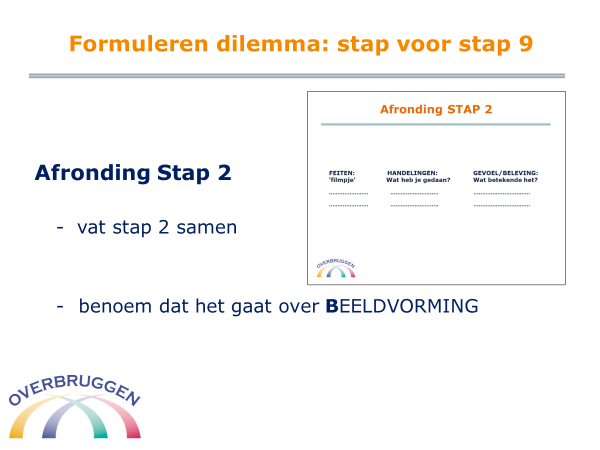 Formuleren dilemma: stap voor stap 9
Afronding STAP 2
FEITEN:
'filmpje'
HANDELINGEN:
Wat heb je gedaan?
GEVOEL/BELEVING:
Wat betekende het?
OVERBRUGGEN
Afronding Stap 2
- vat stap 2 samen
- benoem dat het gaat over BEELDVORMING
OVERBRUGGEN